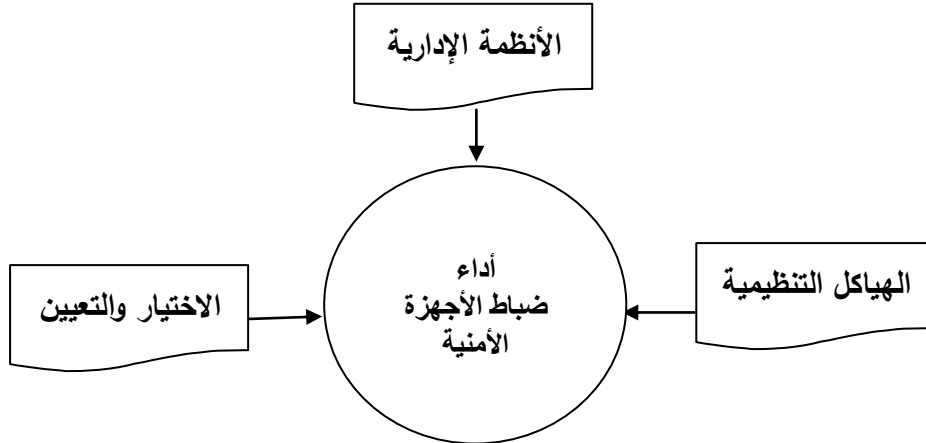 الأنظمة الإدارية
الهياكل التنظيمية
أداء
ضباط الأجهزة
الأمنية
الاختيار والتعيين